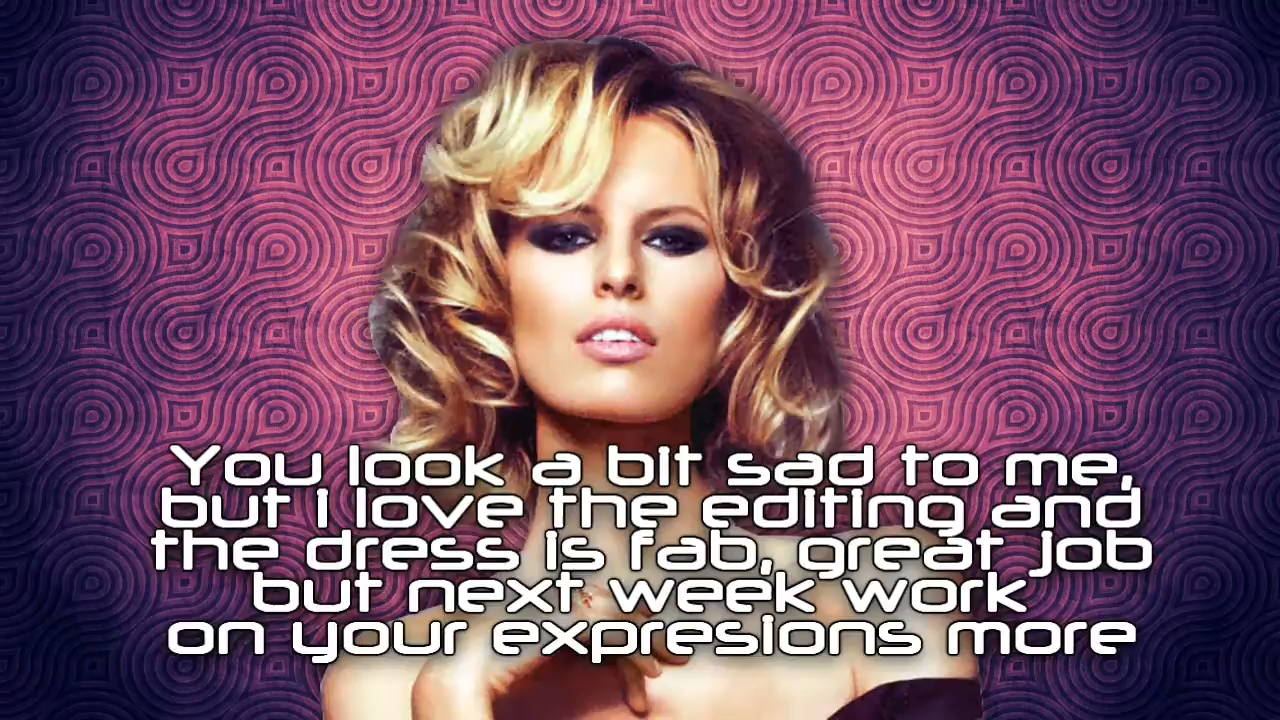 You look a bit sad to me,
but i love the editing and
the dress is fab, great job
but next week work
on your expresions more